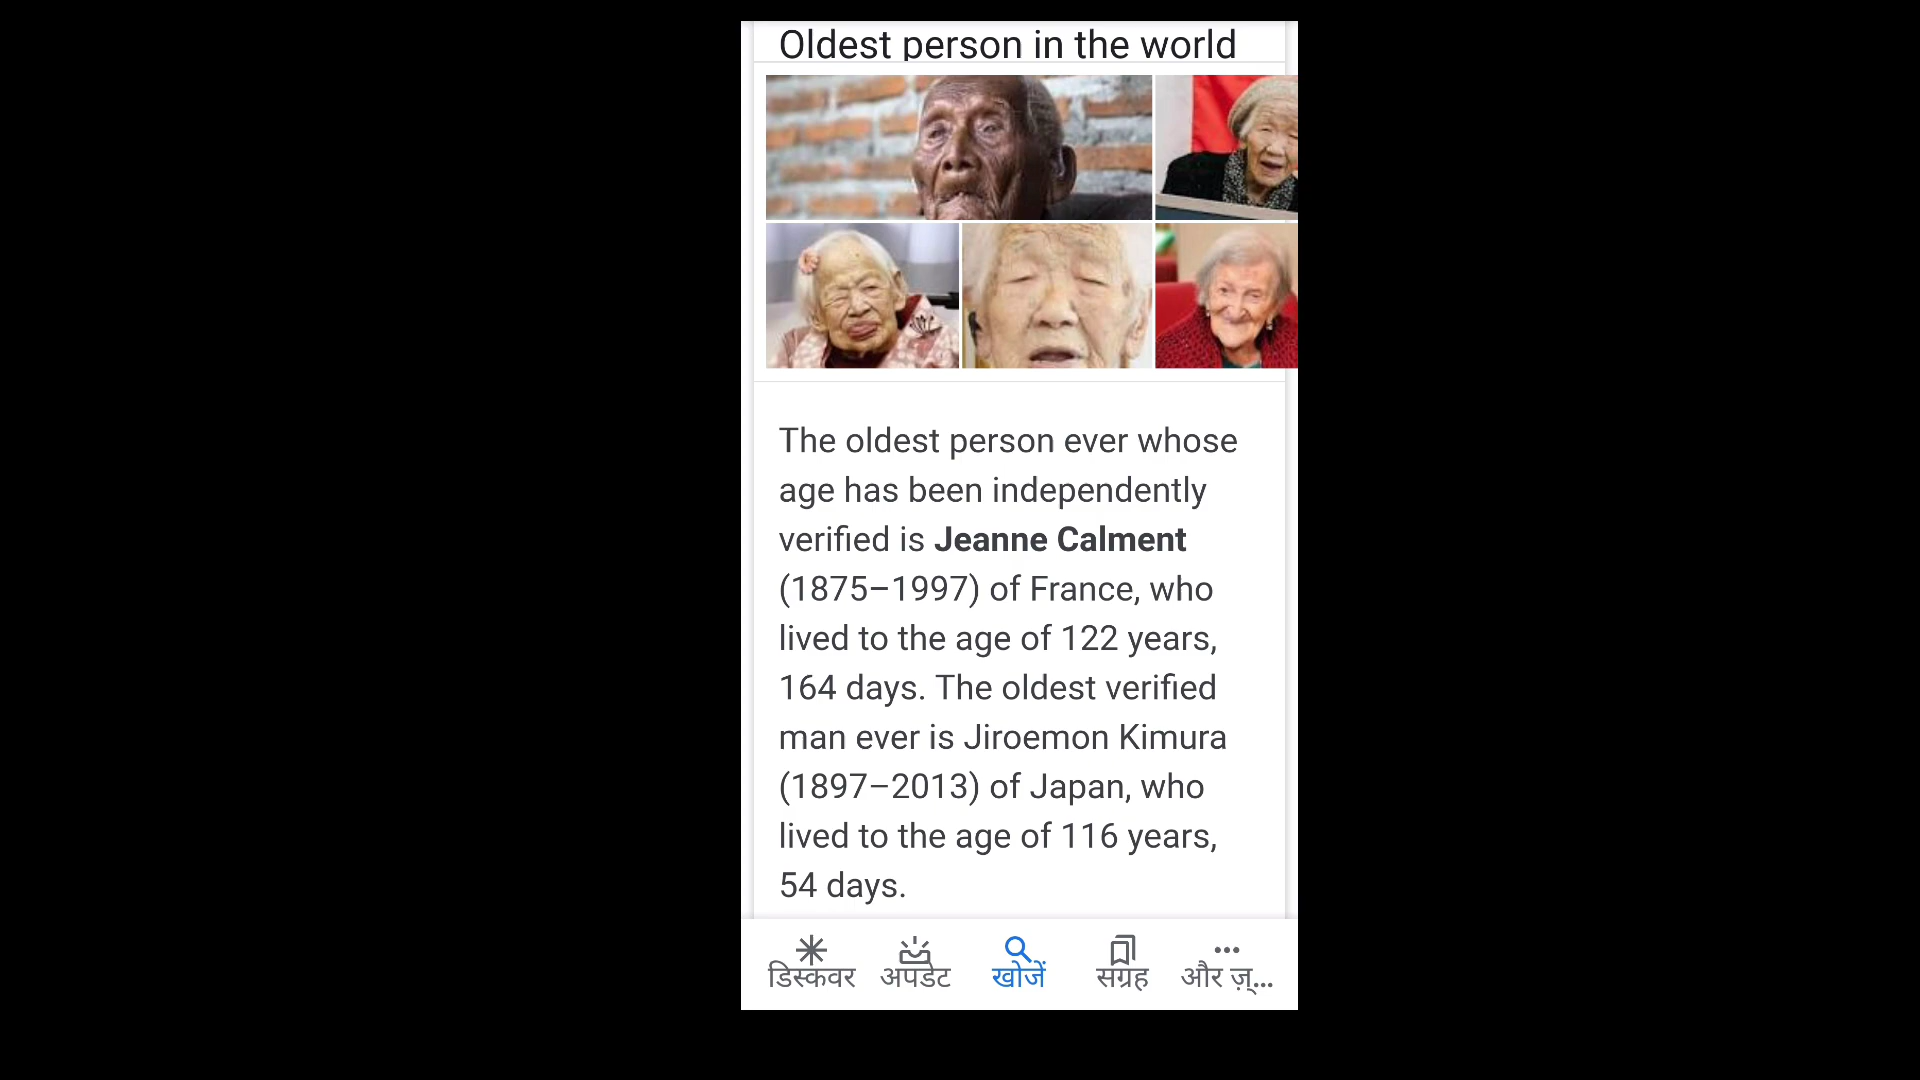 Oldest person in the world
The oldest person ever whose
age has been independently
verified is Jeanne Calment
(1875–1997) of France, who
lived to the age of 122 years,
164 days. The oldest verified
man ever is Jiroemon Kimura
(1897–2013) of Japan, who
lived to the age of 116 years,
54 days.
डिस्कवर अपडेट खोजें संग्रह और ज़्...